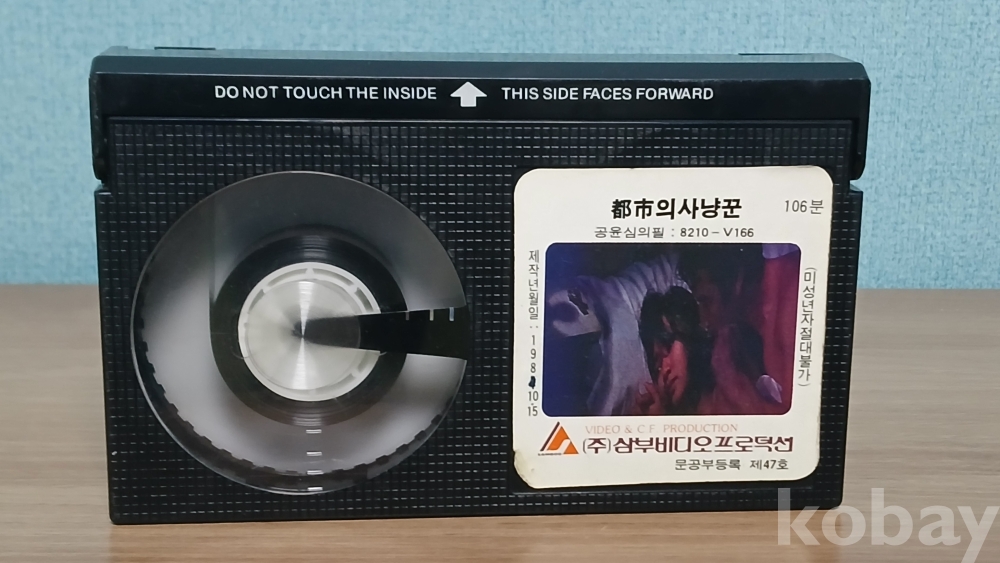 DO NOT TOUCH THE INSIDE THIS SIDE FACES FORWARD
都市의사냥꾼 106분
공윤심의필 : 8210-V166
제작년월일 : 198 10.15
(미성년자절대불가)
VIDEO & C.F. PRODUCTION
(주)삼부비디오프로덕션
문공부등록 제47호
kobay